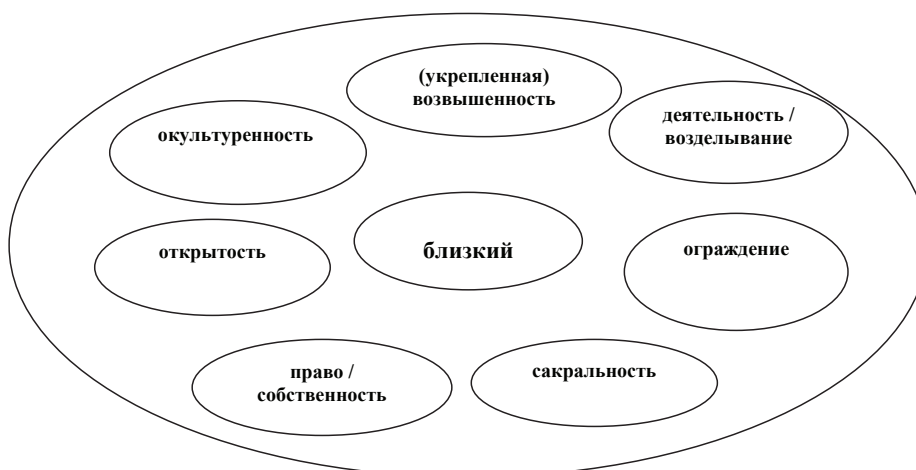 (укрепленная)
возвышенность
деятельность /
возделывание
окультуренность
открытость
близкий
ограждение
право /
собственность
сакральность